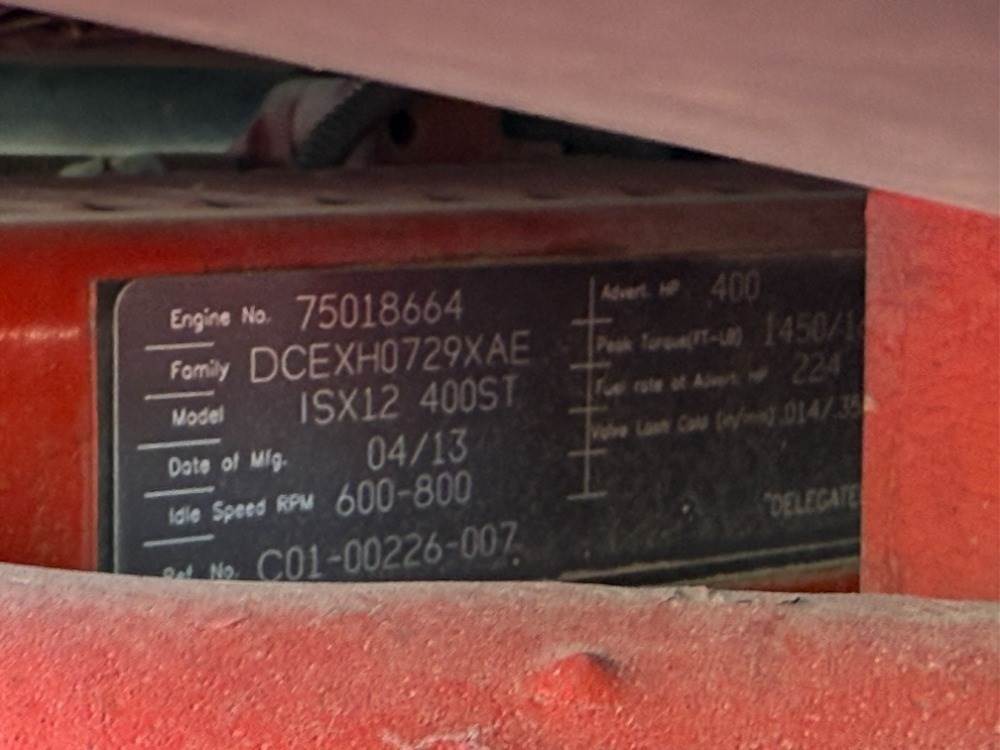 Engine No. 75018664
Family DCEXH0729XAE
Model ISX12 400ST
Date of Mfg. 04/13
Idle Speed RPM 600-800
Ref. No. C01-00226-007
Advert. HP 400
Peak Torque(FT-LB) 1450/1
Fuel rate at Advert. HP 224
Valve Lash Cold (in/mm) .014/.35
"DELEGATE